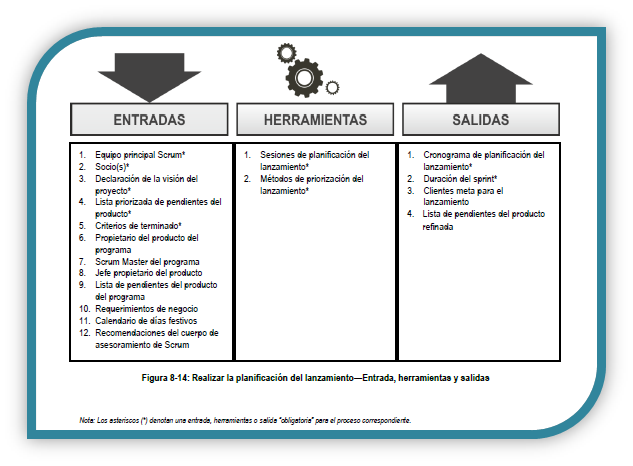 ENTRADAS
1. Equipo principal Scrum*
2. Socio(s)*
3. Declaración de la visión del
proyecto*
4. Lista priorizada de pendientes del
producto*
5. Criterios de terminado*
6. Propietario del producto del
programa
7. Scrum Master del programa
8. Jefe propietario del producto
9. Lista de pendientes del producto
del programa
10. Requerimientos de negocio
11. Calendario de días festivos
12. Recomendaciones del cuerpo de
asesoramiento de Scrum
HERRAMIENTAS
1. Sesiones de planificación del
lanzamiento*
2. Métodos de priorización del
lanzamiento*
SALIDAS
1. Cronograma de planificación del
lanzamiento*
2. Duración del sprint*
3. Clientes meta para el
lanzamiento
4. Lista de pendientes del producto
refinada
Figura 8-14: Realizar la planificación del lanzamiento—Entrada, herramientas y salidas
Nota: Los asteriscos (*) denotan una entrada, herramientas o salida "obligatoria" para el proceso correspondiente.